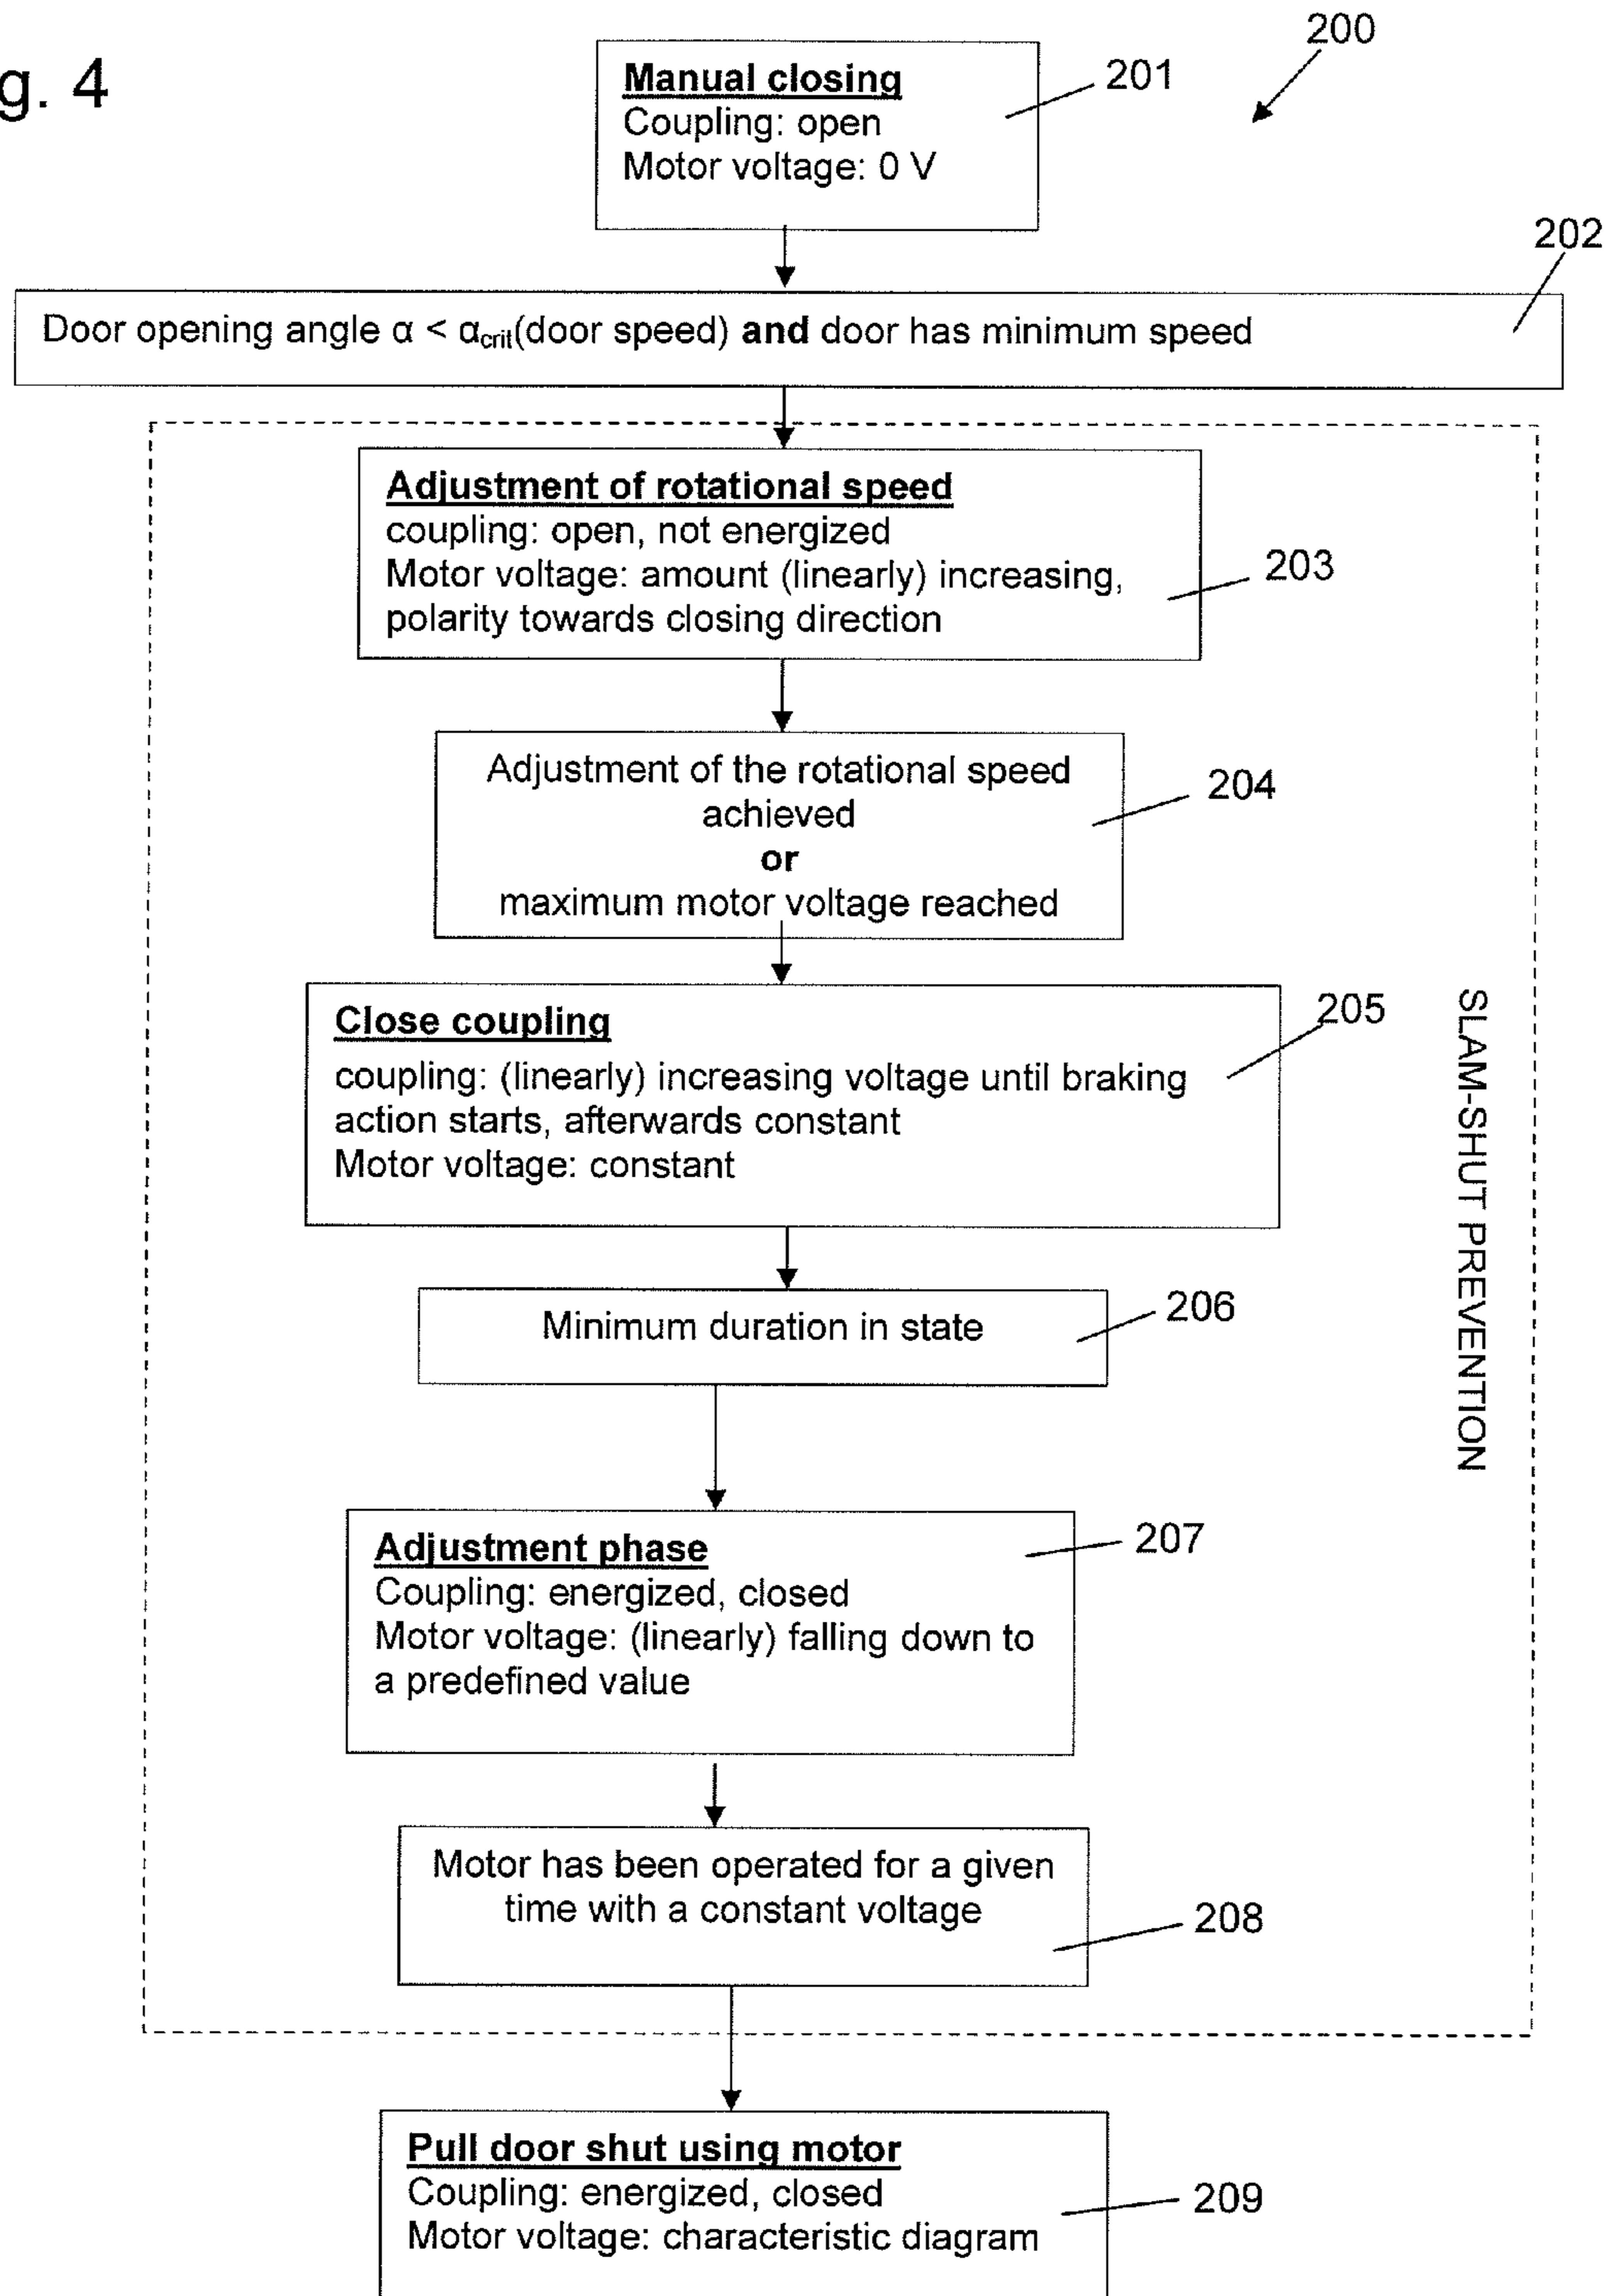 g. 4
200
Manual closing
Coupling: open
Motor voltage: 0 V
201
202
Door opening angle α < αcrit(door speed) and door has minimum speed
Adjustment of rotational speed
coupling: open, not energized
Motor voltage: amount (linearly) increasing,
polarity towards closing direction
203
Adjustment of the rotational speed
achieved
or
maximum motor voltage reached
204
Close coupling
coupling: (linearly) increasing voltage until braking
action starts, afterwards constant
Motor voltage: constant
205
SLAM-SHUT PREVENTION
Minimum duration in state
206
Adjustment phase
Coupling: energized, closed
Motor voltage: (linearly) falling down to
a predefined value
207
Motor has been operated for a given
time with a constant voltage
208
Pull door shut using motor
Coupling: energized, closed
Motor voltage: characteristic diagram
209